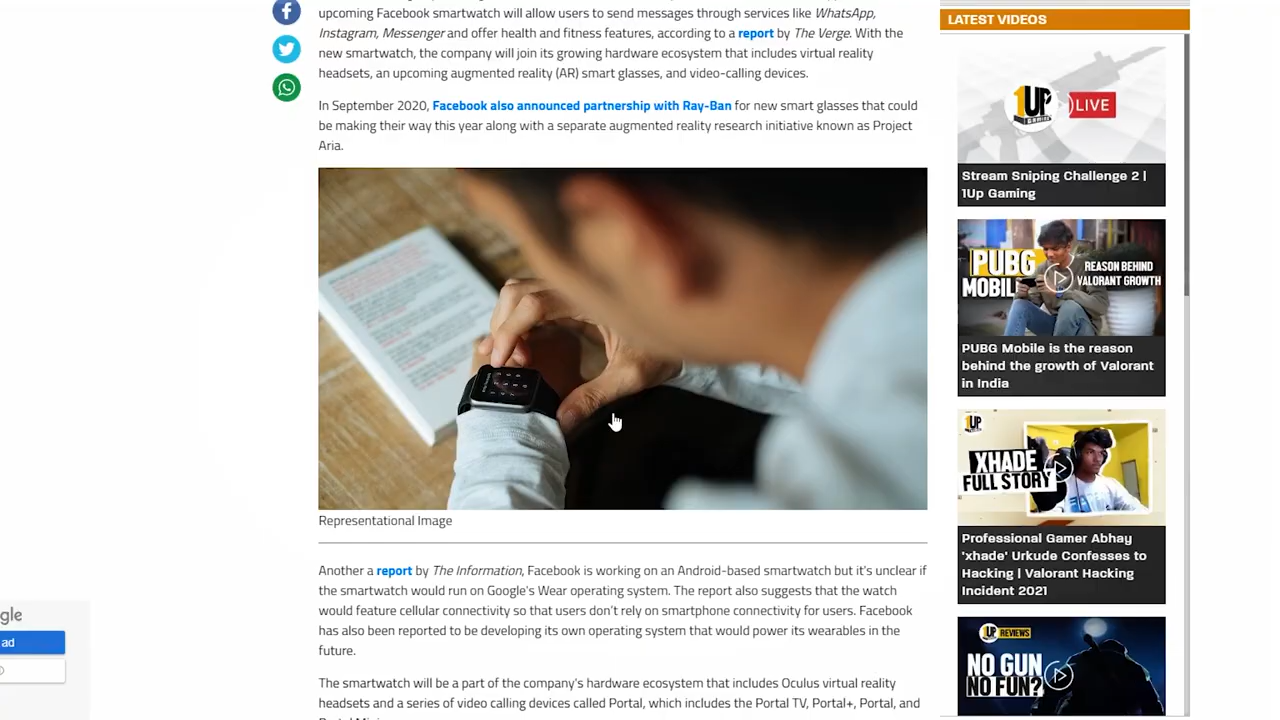 upcoming Facebook smartwatch will allow users to send messages through services like WhatsApp,
Instagram, Messenger and offer health and fitness features, according to a report by The Verge. With the
new smartwatch, the company will join its growing hardware ecosystem that includes virtual reality
headsets, an upcoming augmented reality (AR) smart glasses, and video-calling devices.
In September 2020, Facebook also announced partnership with Ray-Ban for new smart glasses that could
be making their way this year along with a separate augmented reality research initiative known as Project
Aria.
Representational Image
Another a report by The Information, Facebook is working on an Android-based smartwatch but it's unclear if
the smartwatch would run on Google's Wear operating system. The report also suggests that the watch
would feature cellular connectivity so that users don't rely on smartphone connectivity for users. Facebook
has also been reported to be developing its own operating system that would power its wearables in the
future.
The smartwatch will be a part of the company's hardware ecosystem that includes Oculus virtual reality
headsets and a series of video calling devices called Portal, which includes the Portal TV, Portal+, Portal, and
gle
ad
LATEST VIDEOS
1UP
GAMING
LIVE
Stream Sniping Challenge 2 |
1Up Gaming
PUBG
MOBIL
REASON BEHIND
VALORANT GROWTH
PUBG Mobile is the reason
behind the growth of Valorant
in India
1UP
XHADE
FULL STORY
Professional Gamer Abhay
'xhade' Urkude Confesses to
Hacking | Valorant Hacking
Incident 2021
1UP REVIEWS
NO GUN
NO FUN?